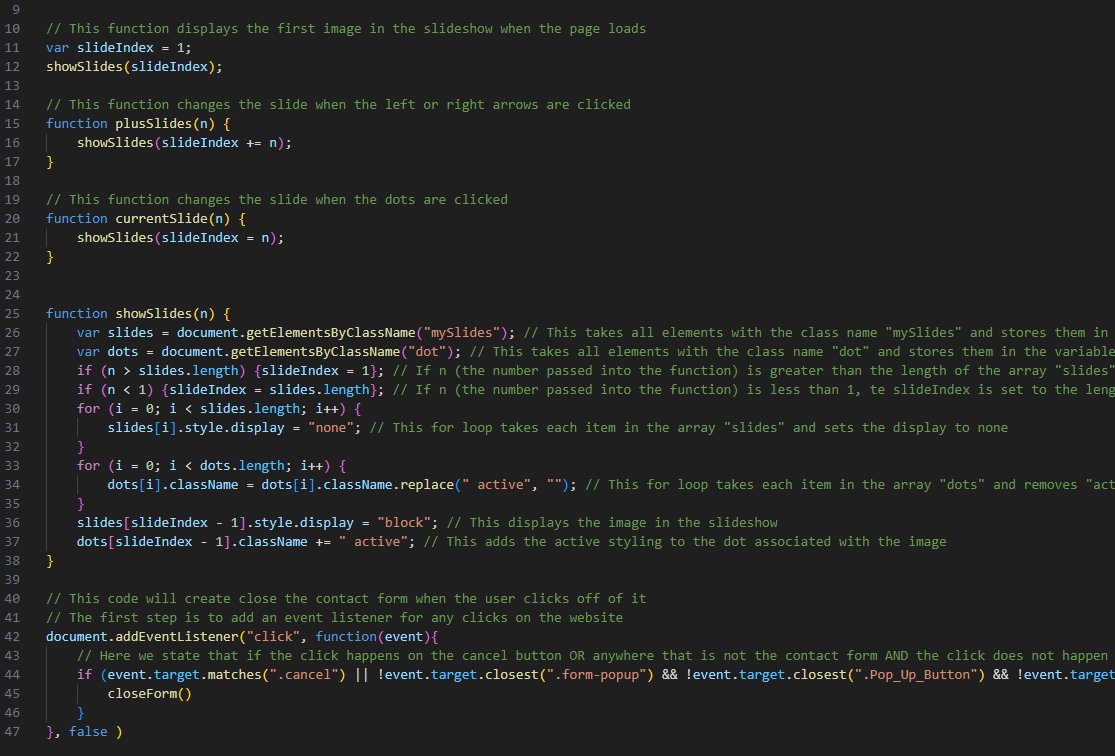 9
10 // This function displays the first image in the slideshow when the page loads
11 var slideIndex = 1;
12 showSlides(slideIndex);
13
14 // This function changes the slide when the left or right arrows are clicked
15 function plusSlides(n) {
16     showSlides(slideIndex += n);
17 }
18
19 // This function changes the slide when the dots are clicked
20 function currentSlide(n) {
21     showSlides(slideIndex = n);
22 }
23
24
25 function showSlides(n) {
26     var slides = document.getElementsByClassName("mySlides"); // This takes all elements with the class name "mySlides" and stores them in
27     var dots = document.getElementsByClassName("dot"); // This takes all elements with the class name "dot" and stores them in the variable
28     if (n > slides.length) {slideIndex = 1}; // If n (the number passed into the function) is greater than the length of the array "slides"
29     if (n < 1) {slideIndex = slides.length}; // If n (the number passed into the function) is less than 1, te slideIndex is set to the leng
30     for (i = 0; i < slides.length; i++) {
31         slides[i].style.display = "none"; // This for loop takes each item in the array "slides" and sets the display to none
32     }
33     for (i = 0; i < dots.length; i++) {
34         dots[i].className = dots[i].className.replace(" active", ""); // This for loop takes each item in the array "dots" and removes "act
35     }
36     slides[slideIndex - 1].style.display = "block"; // This displays the image in the slideshow
37     dots[slideIndex - 1].className += " active"; // This adds the active styling to the dot associated with the image
38 }
39
40 // This code will create close the contact form when the user clicks off of it
41 // The first step is to add an event listener for any clicks on the website
42 document.addEventListener("click", function(event){
43     // Here we state that if the click happens on the cancel button OR anywhere that is not the contact form AND the click does not happen
44     if (event.target.matches(".cancel") || !event.target.closest(".form-popup") && !event.target.closest(".Pop_Up_Button") && !event.target
45         closeForm()
46     }
47 }, false )